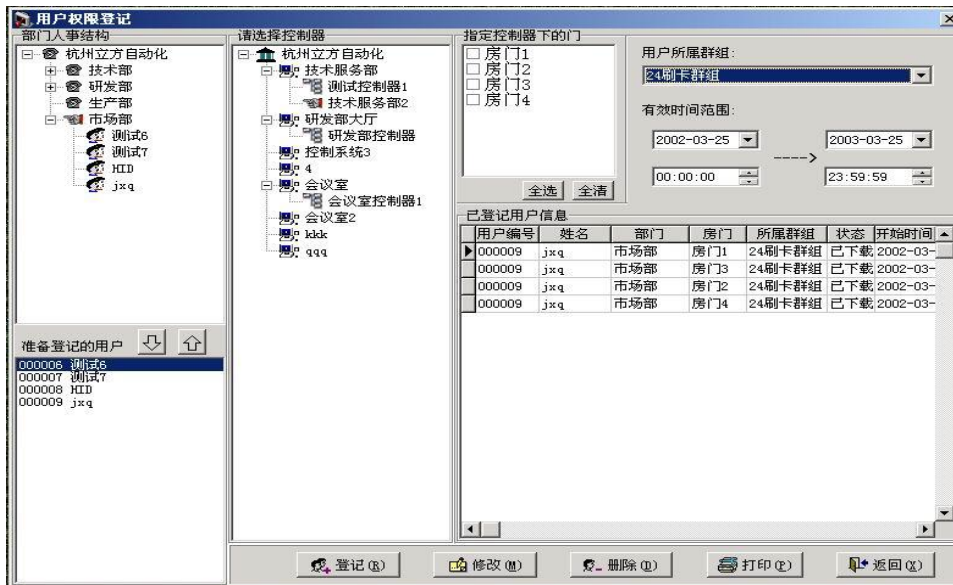 用户权限登记
部门人事结构
杭州立方自动化
技术部
研发部
生产部
市场部
测试6
测试7
HID
jxq
准备登记的用户
000006 测试6
000007 测试7
000008 HID
000009 jxq
请选择控制器
杭州立方自动化
技术服务部
测试控制器1
技术服务部2
研发部大厅
研发部控制器
控制系统3
4
会议室
会议室控制器1
会议室2
kkk
qqq
指定控制器下的门
房门1
房门2
房门3
房门4
全选 全清
用户所属群组:
24刷卡群组
有效时间范围:
2002-03-25 2003-03-25
---->
00:00:00 23:59:59
已登记用户信息
用户编号 姓名 部门 房门 所属群组 状态 开始时间
000009 jxq 市场部 房门1 24刷卡群组 已下载 2002-03-
000009 jxq 市场部 房门3 24刷卡群组 已下载 2002-03-
000009 jxq 市场部 房门2 24刷卡群组 已下载 2002-03-
000009 jxq 市场部 房门4 24刷卡群组 已下载 2002-03-
登记(R) 修改(M) 删除(D) 打印(P) 返回(X)